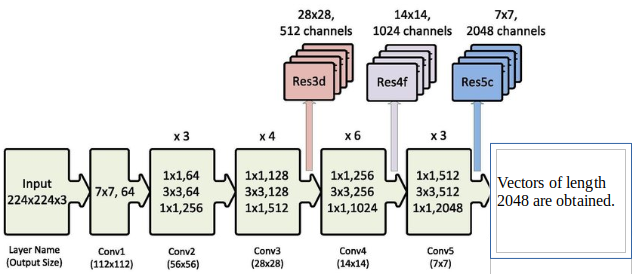 28x28,
512 channels
14x14,
1024 channels
7x7,
2048 channels
Res3d
Res4f
Res5c
x 3
x 4
x 6
x 3
Input
224x224x3
7x7, 64
1x1,64
3x3,64
1x1,256
1x1,128
3x3,128
1x1,512
1x1,256
3x3,256
1x1,1024
1x1,512
3x3,512
1x1,2048
Vectors of length
2048 are obtained.
Layer Name
(Output Size)
Conv1
(112x112)
Conv2
(56x56)
Conv3
(28x28)
Conv4
(14x14)
Conv5
(7x7)